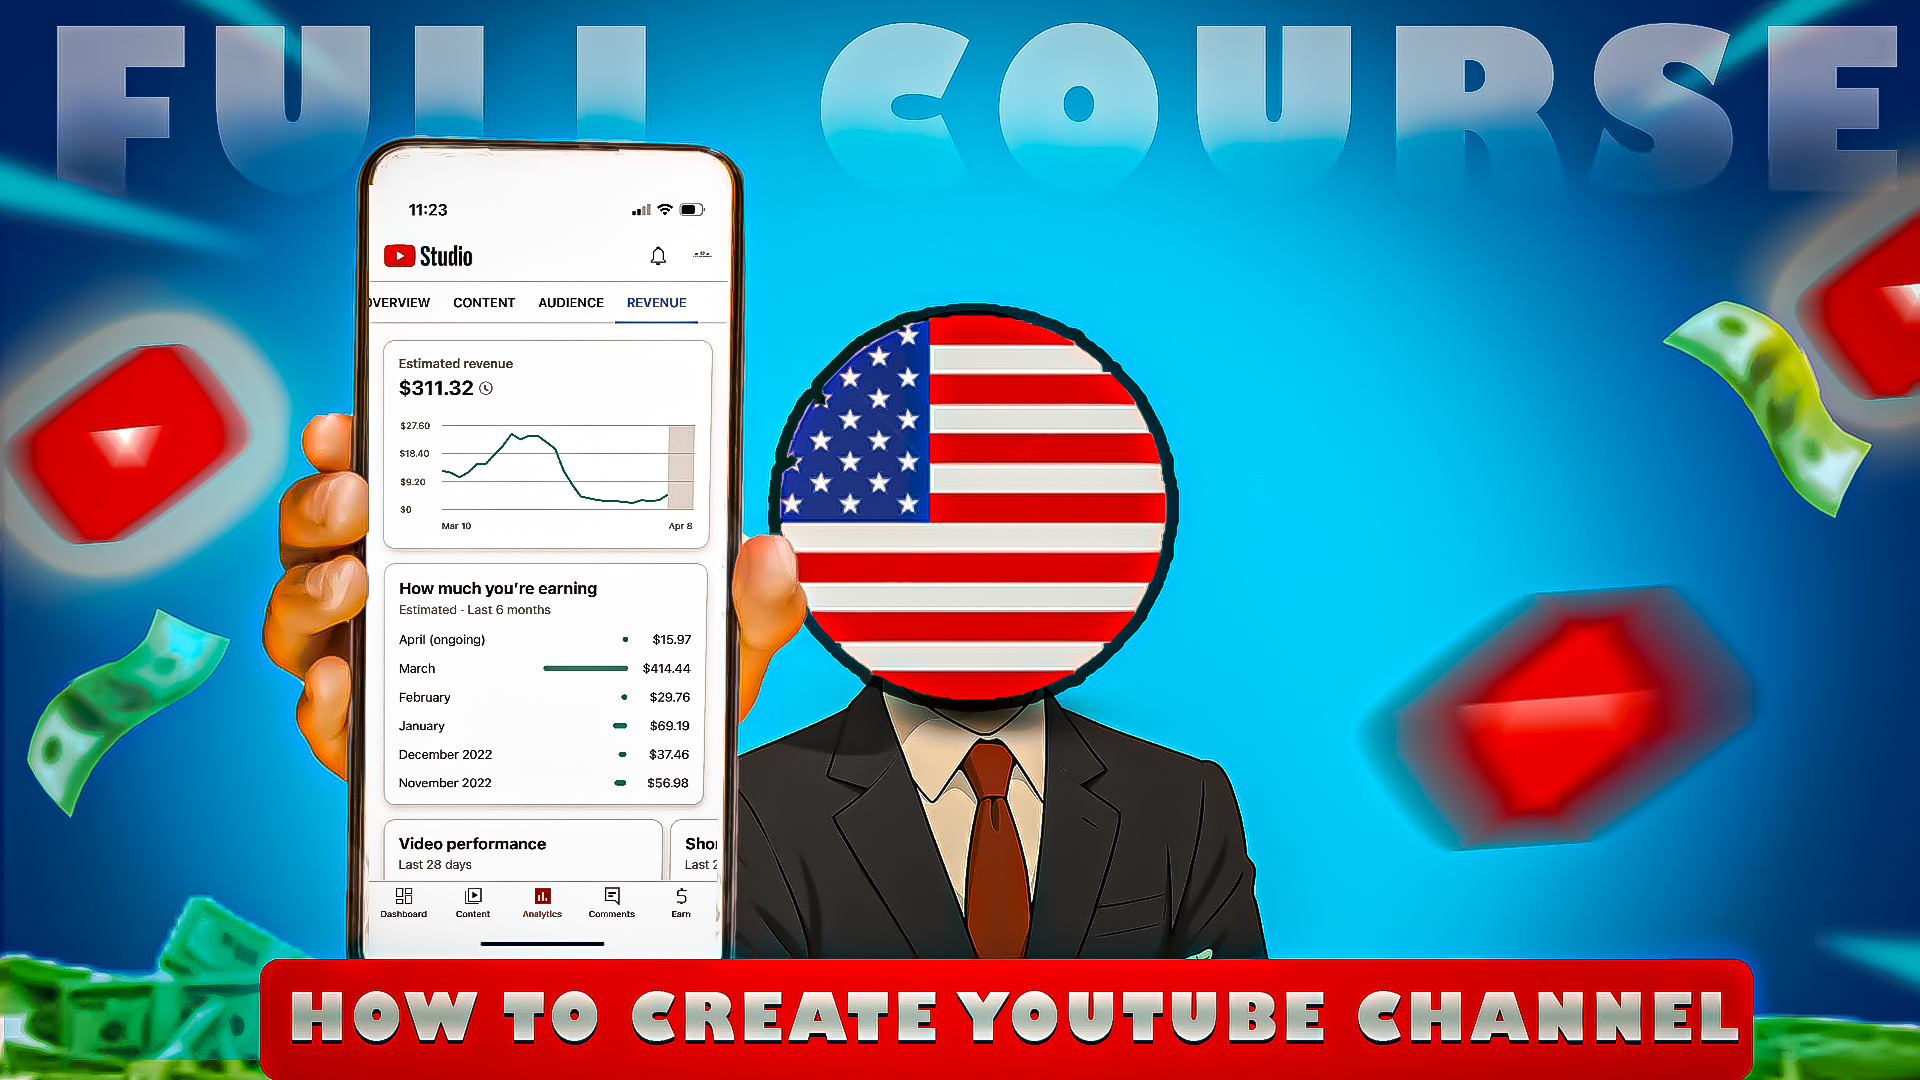 FULL COURSE
11:23
Studio
OVERVIEW CONTENT AUDIENCE REVENUE
Estimated revenue
$311.32
$27.60
$18.40
$9.20
$0
Mar 10 Apr 8
How much you're earning
Estimated · Last 6 months
April (ongoing) $15.97
March $414.44
February $29.76
January $69.19
December 2022 $37.46
November 2022 $56.98
Video performance
Last 28 days
Sho
Last 2
Dashboard Content Analytics Comments Earn
HOW TO CREATE YOUTUBE CHANNEL